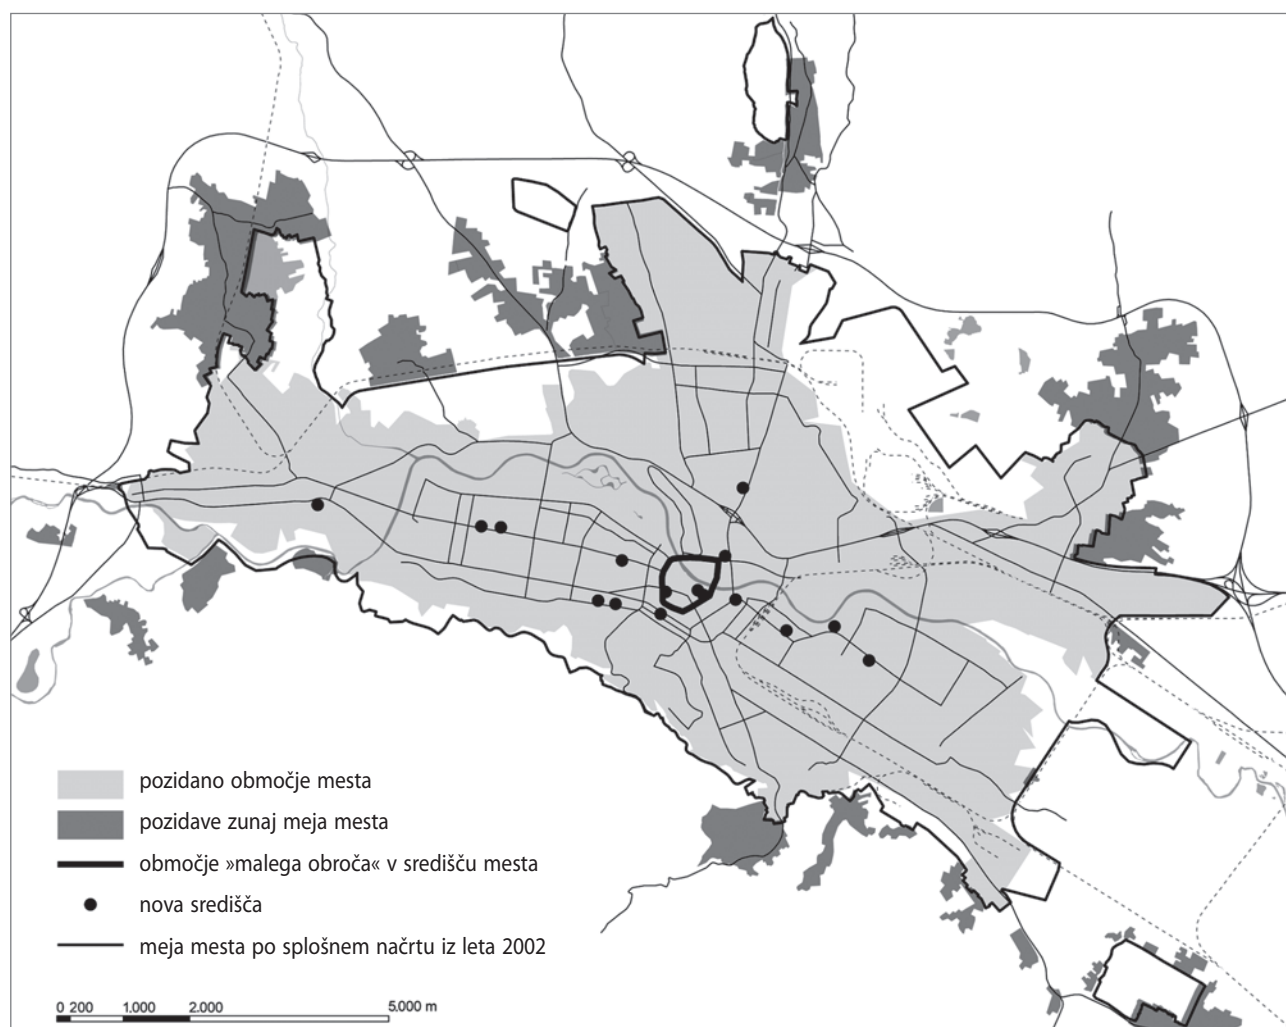 pozidano območje mesta
pozidave zunaj meja mesta
območje »malega obroča« v središču mesta
nova središča
meja mesta po splošnem načrtu iz leta 2002
0 200 1.000 2.000 5.000 m